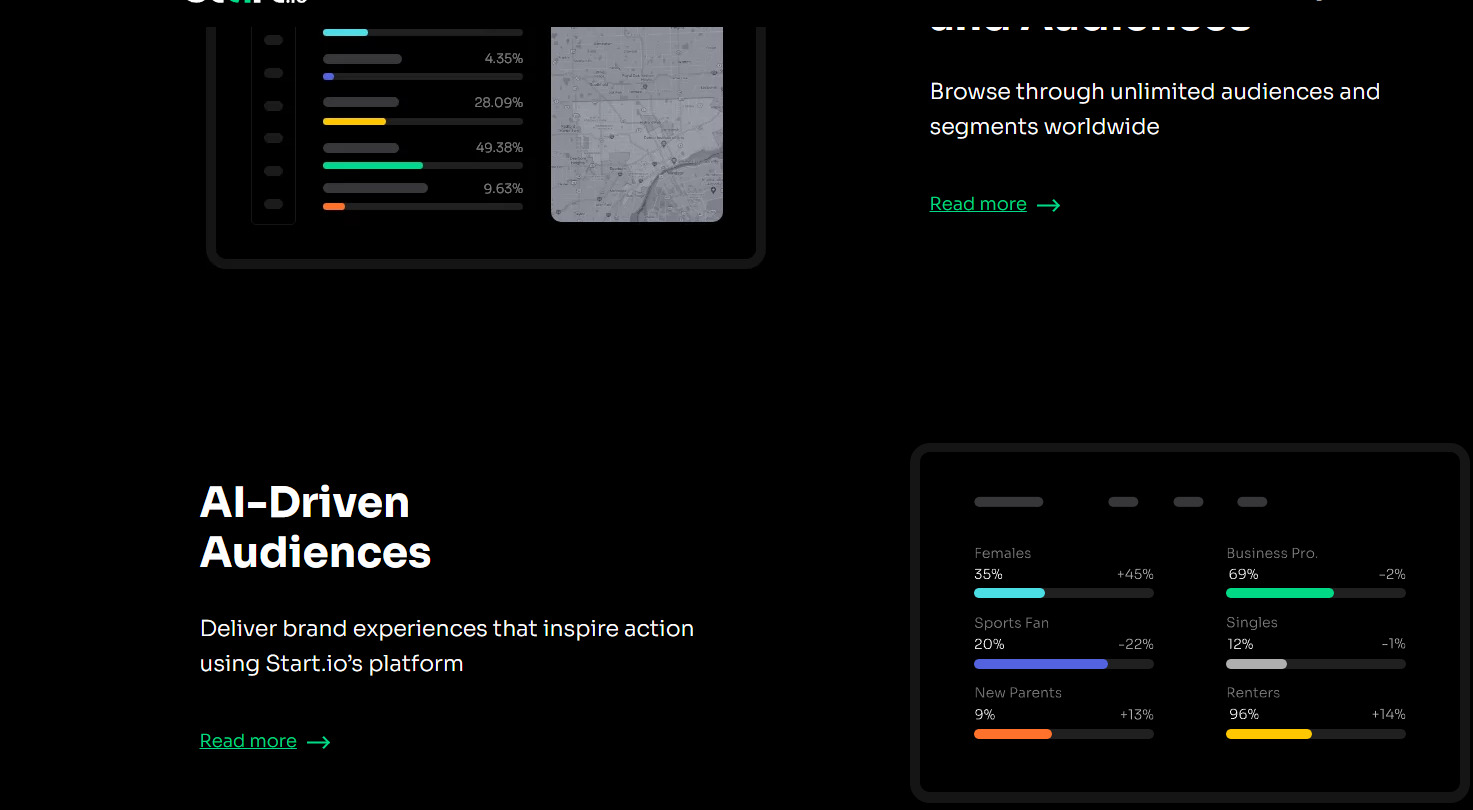 4.35%
28.09%
49.38%
9.63%
Browse through unlimited audiences and
segments worldwide
Read more
AI-Driven
Audiences
Deliver brand experiences that inspire action
using Start.io’s platform
Read more
Females
35% +45%
Sports Fan
20% -22%
New Parents
9% +13%
Business Pro.
69% -2%
Singles
12% -1%
Renters
96% +14%